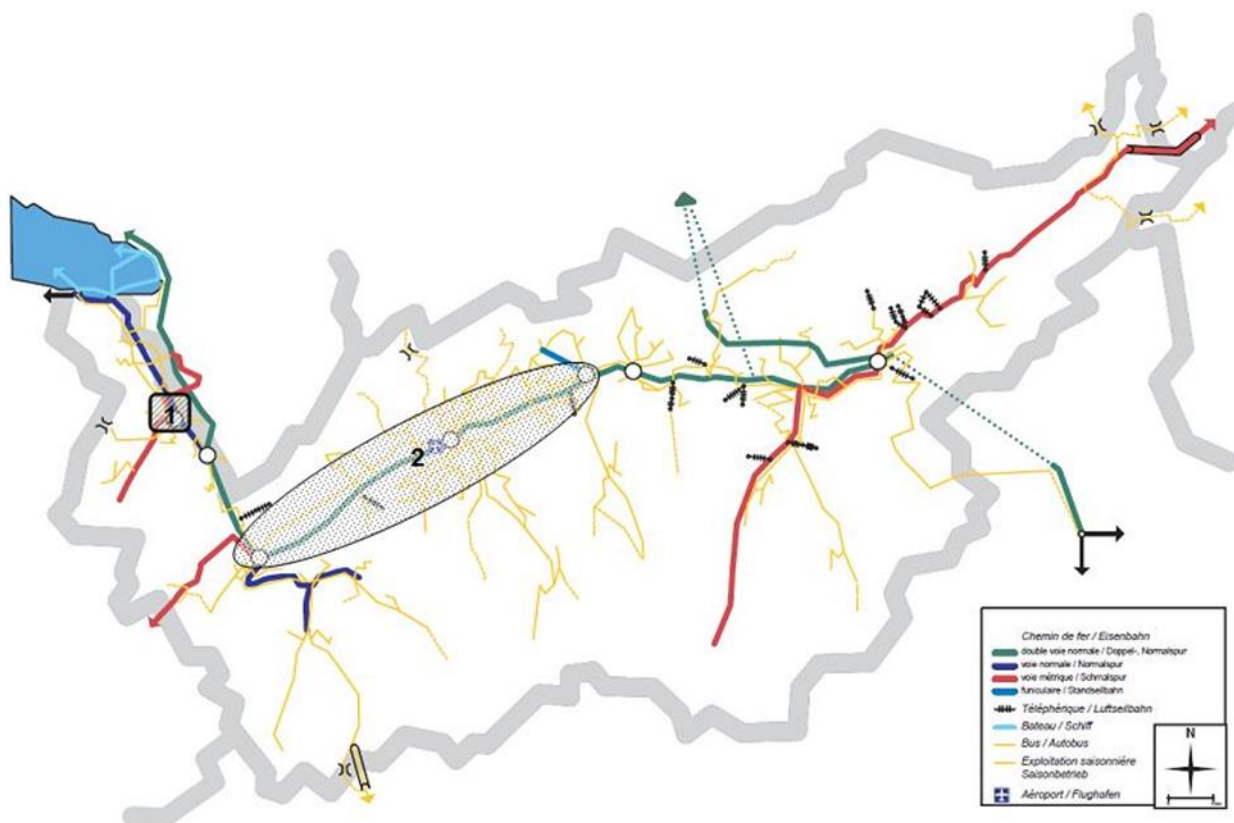 1
2
Chemin de fer / Eisenbahn
double voie normale / Doppel-, Normalspur
voie normale / Normalspur
voie métrique / Schmalspur
funiculaire / Standseilbahn
Téléphérique / Luftseilbahn
Bateau / Schiff
Bus / Autobus
Exploitation saisonnière
Saisonbetrieb
Aéroport / Flughafen
N